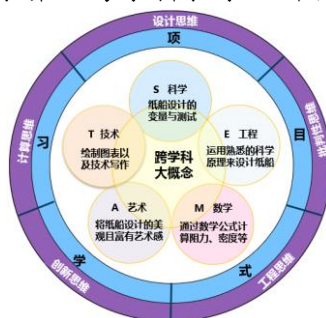 设计思维
项
S 科学
纸船设计的
变量与测试
计算思维
批判性思维
习
目
T 技术
绘制图表以
及技术写作
E 工程
运用熟悉的科学
原理来设计纸船
跨学科
大概念
A 艺术
将纸船设计的美
观且富有艺术感
M 数学
通过数学公式计
算阻力、密度等
学
式
创新思维
工程思维